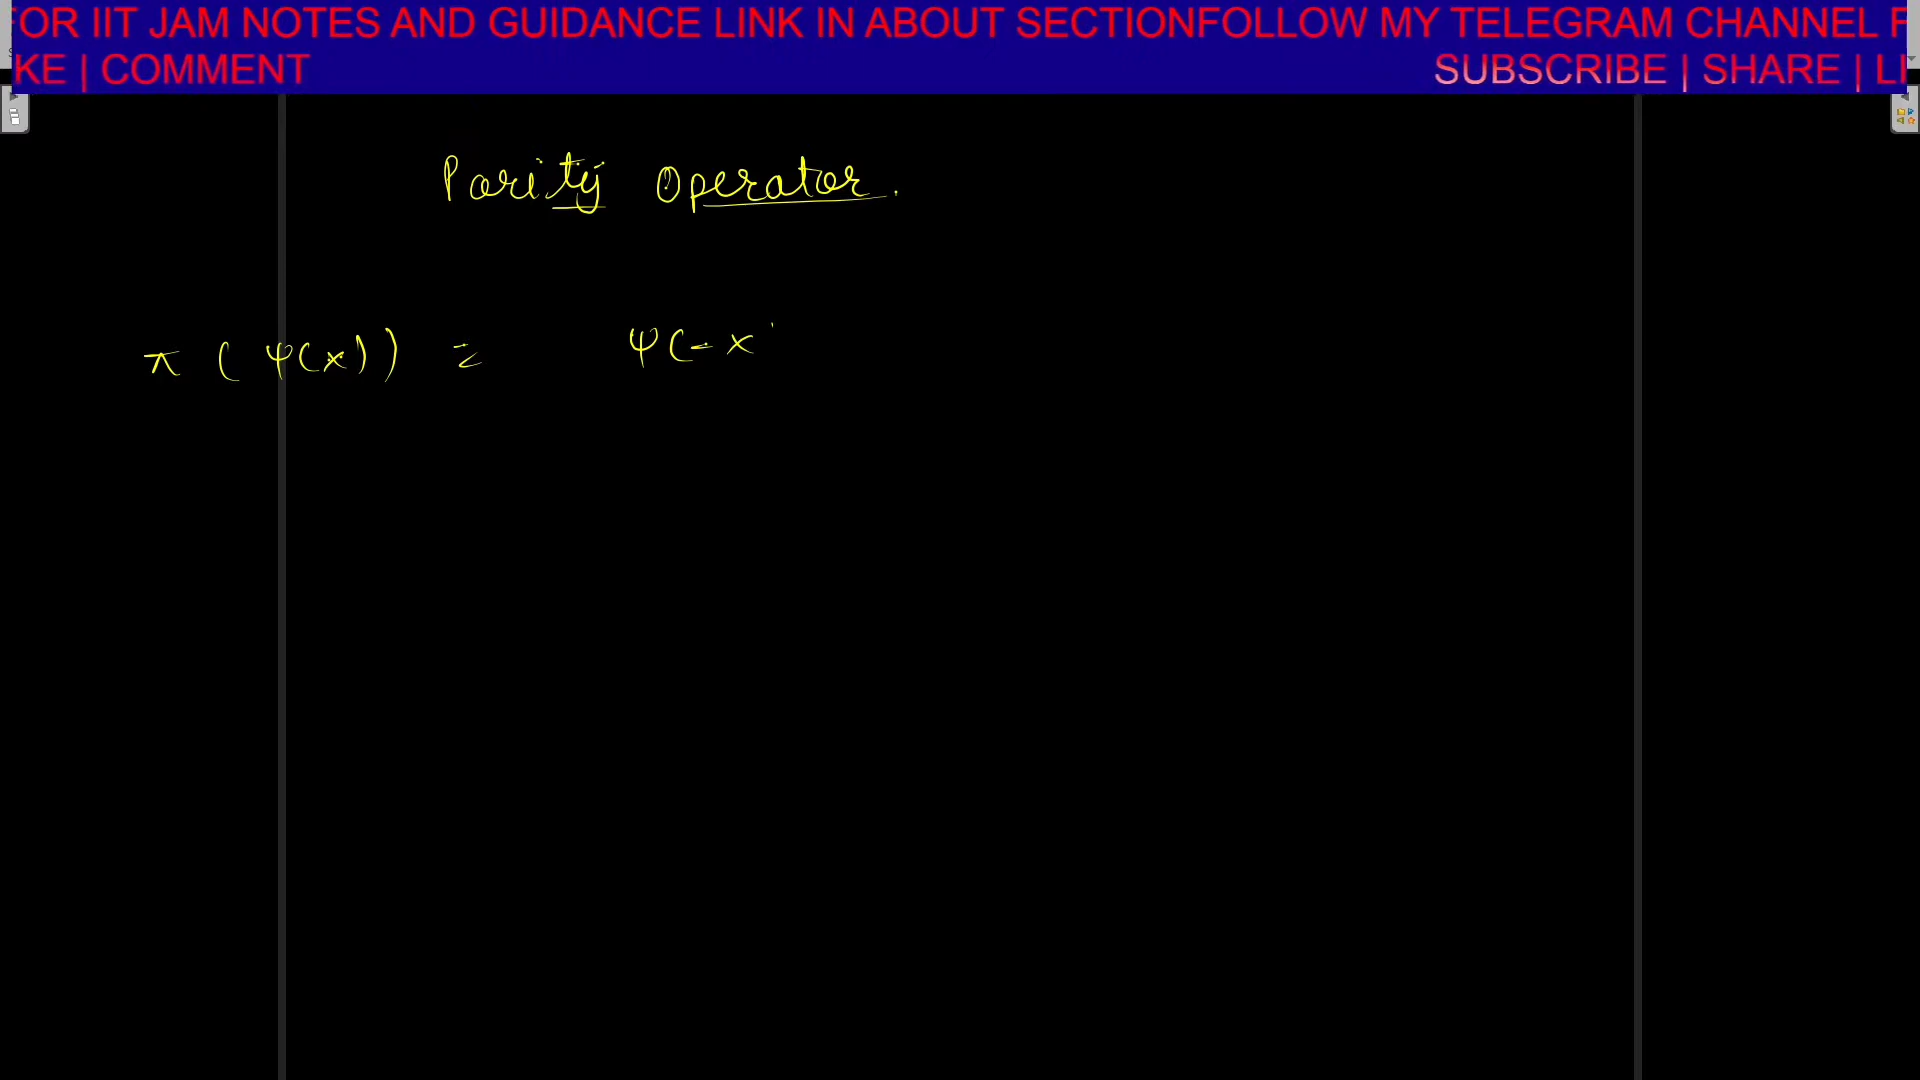 FOR IIT JAM NOTES AND GUIDANCE LINK IN ABOUT SECTIONFOLLOW MY TELEGRAM CHANNEL F
KE | COMMENT SUBSCRIBE | SHARE | LI
Parity Operator.
π ( ψ(x)) = ψ(-x